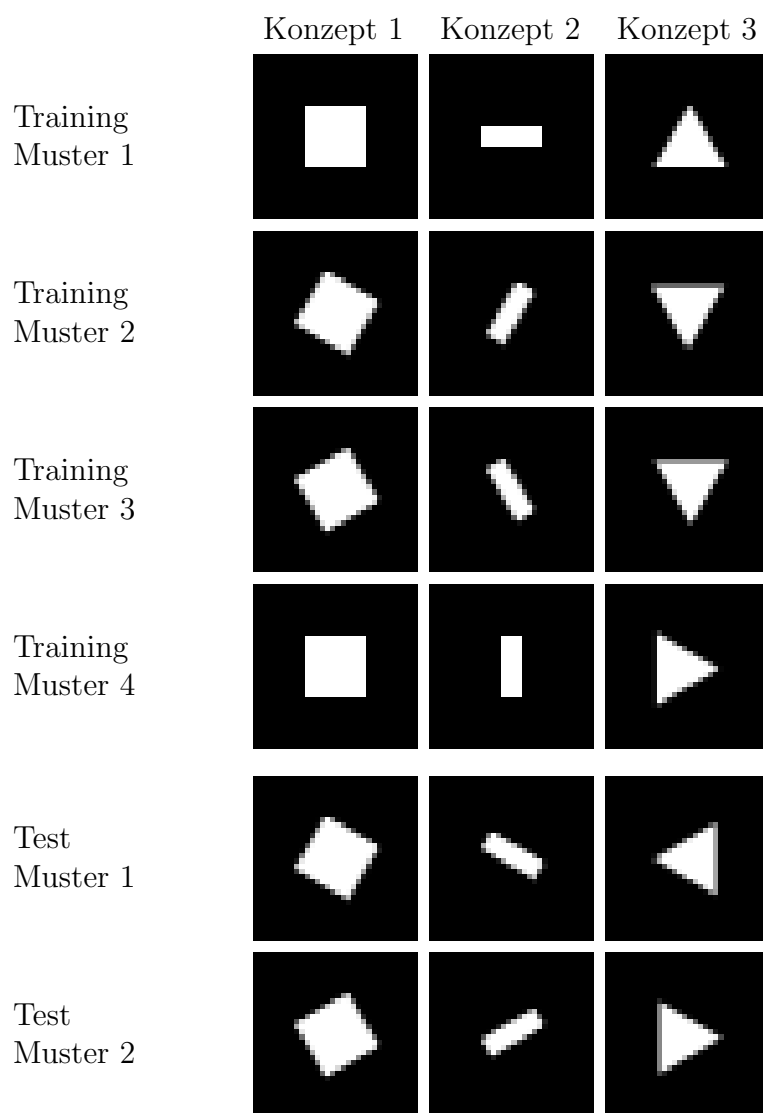 Konzept 1 Konzept 2 Konzept 3
Training
Muster 1
Training
Muster 2
Training
Muster 3
Training
Muster 4
Test
Muster 1
Test
Muster 2